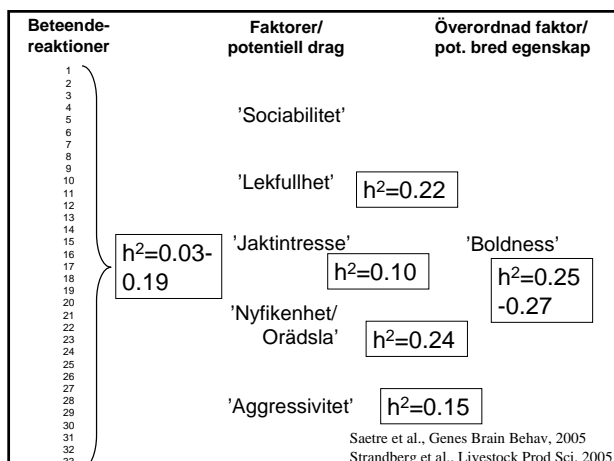 Beteende-
reaktioner
Faktorer/
potentiell drag
Överordnad faktor/
pot. bred egenskap
1
2
3
4
5
6
7
8
9
10
11
12
13
14
15
16
17
18
19
20
21
22
23
24
25
26
27
28
29
30
31
32
h²=0.03-
0.19
’Sociabilitet’
’Lekfullhet’
h²=0.22
’Jaktintresse’
h²=0.10
’Nyfikenhet/
Orädsla’
h²=0.24
’Aggressivitet’
h²=0.15
’Boldness’
h²=0.25
-0.27
Saetre et al., Genes Brain Behav, 2005
Strandberg et al., Livestock Prod Sci, 2005